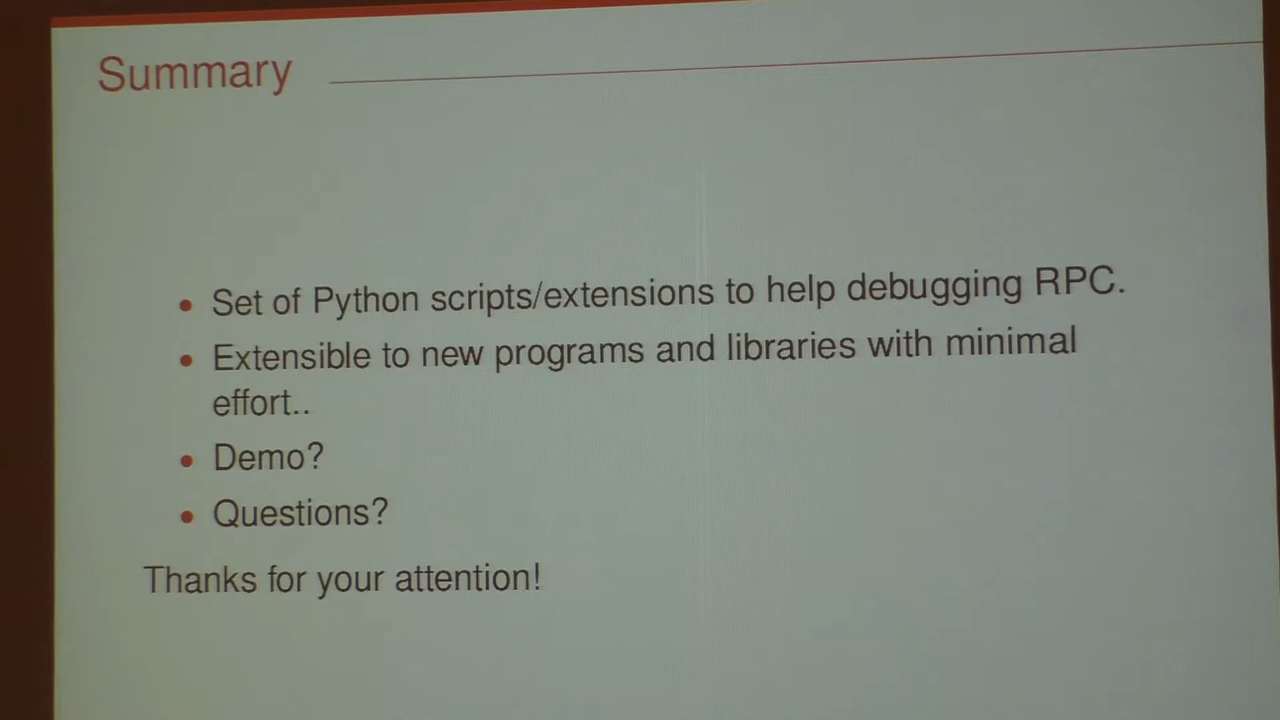 Summary
• Set of Python scripts/extensions to help debugging RPC.
• Extensible to new programs and libraries with minimal
effort..
• Demo?
• Questions?
Thanks for your attention!